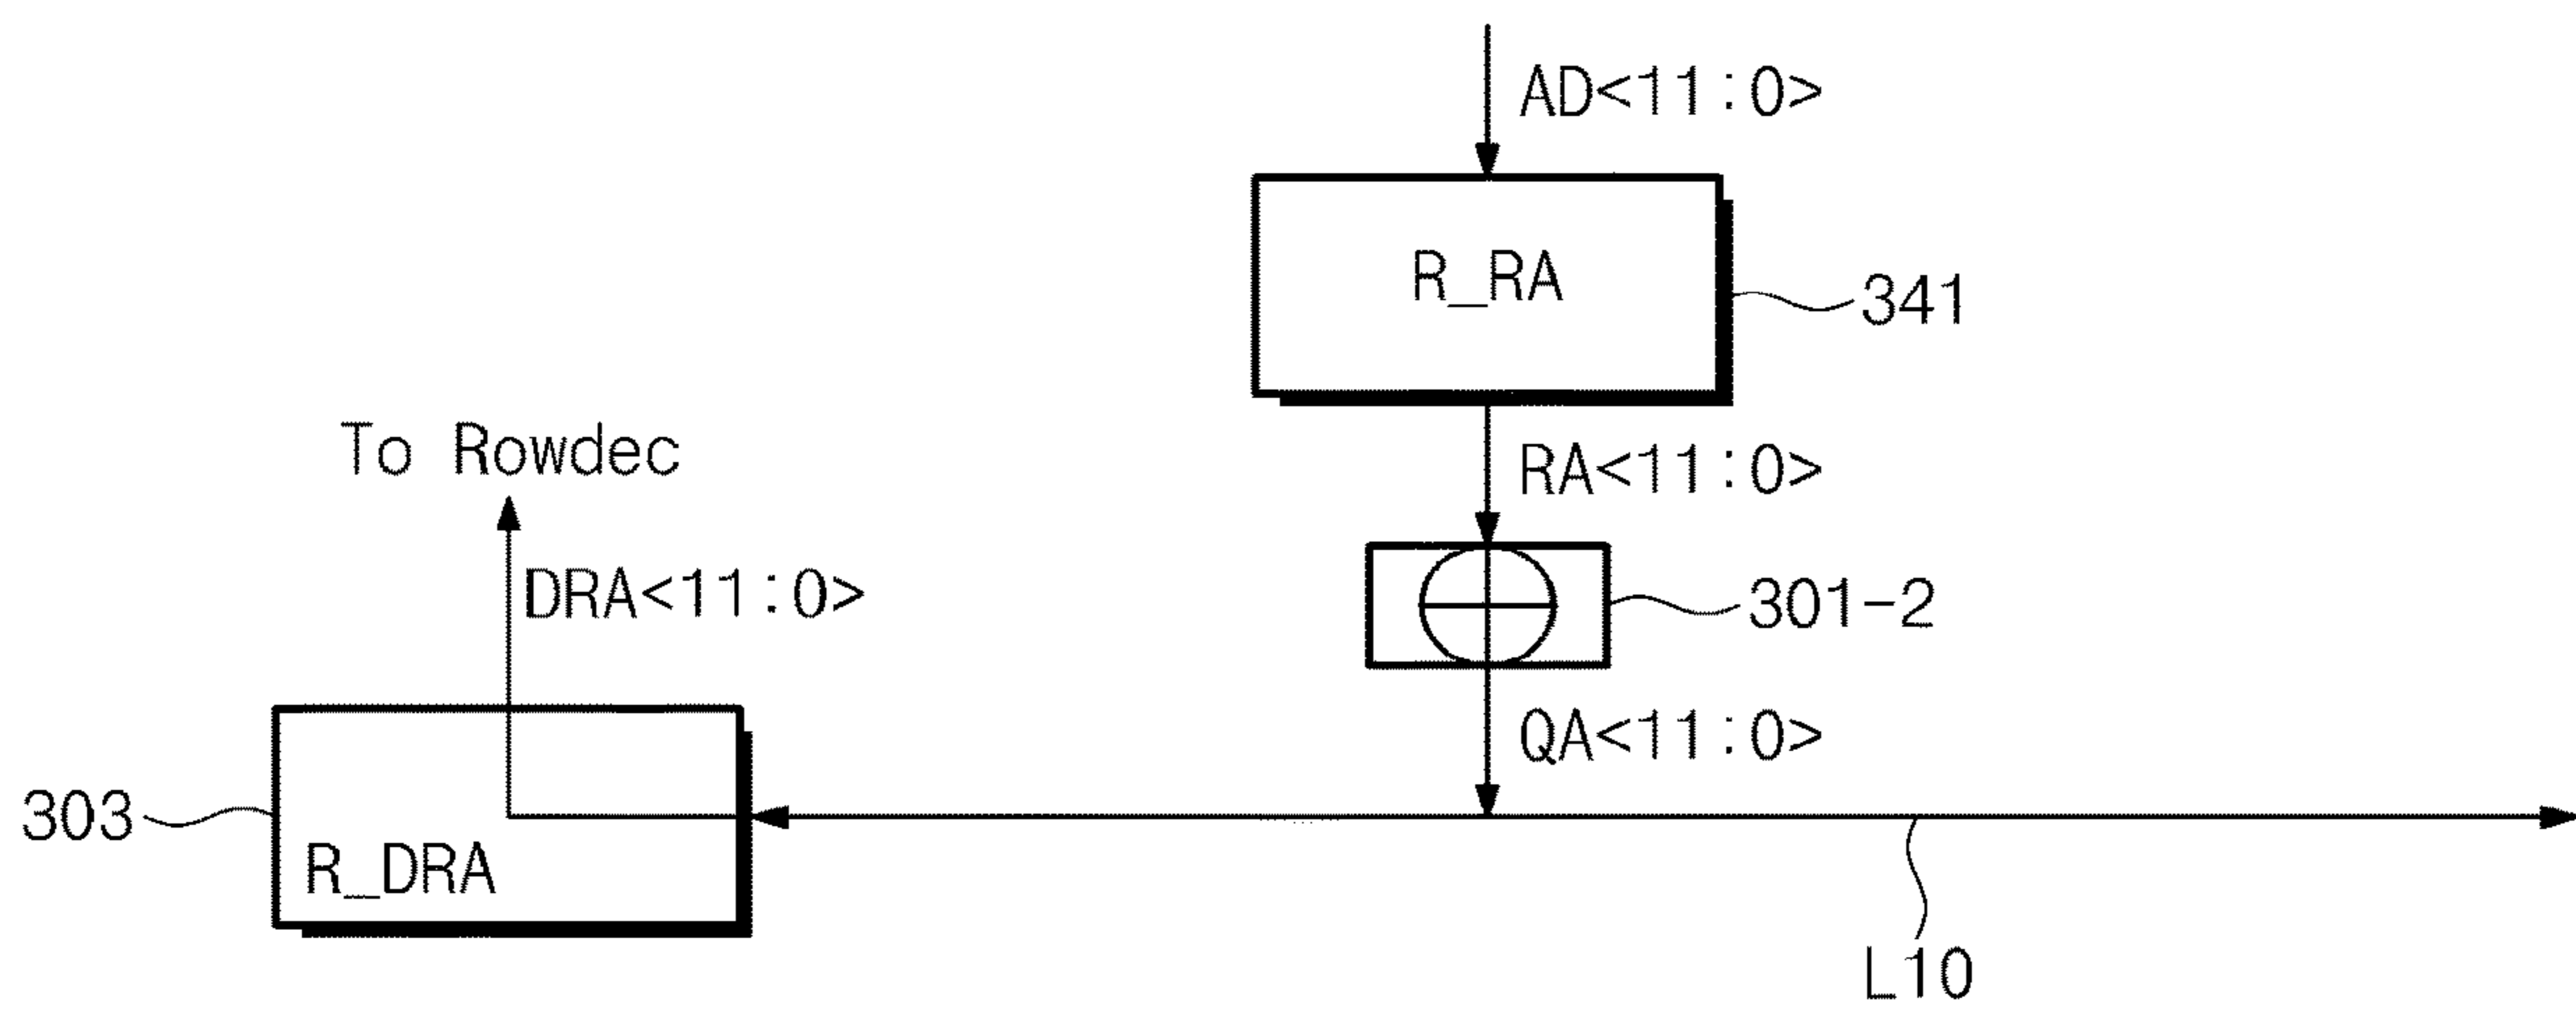 AD<11:0>
R_RA
341
To Rowdec
RA<11:0>
DRA<11:0>
301-2
QA<11:0>
303
R_DRA
L10